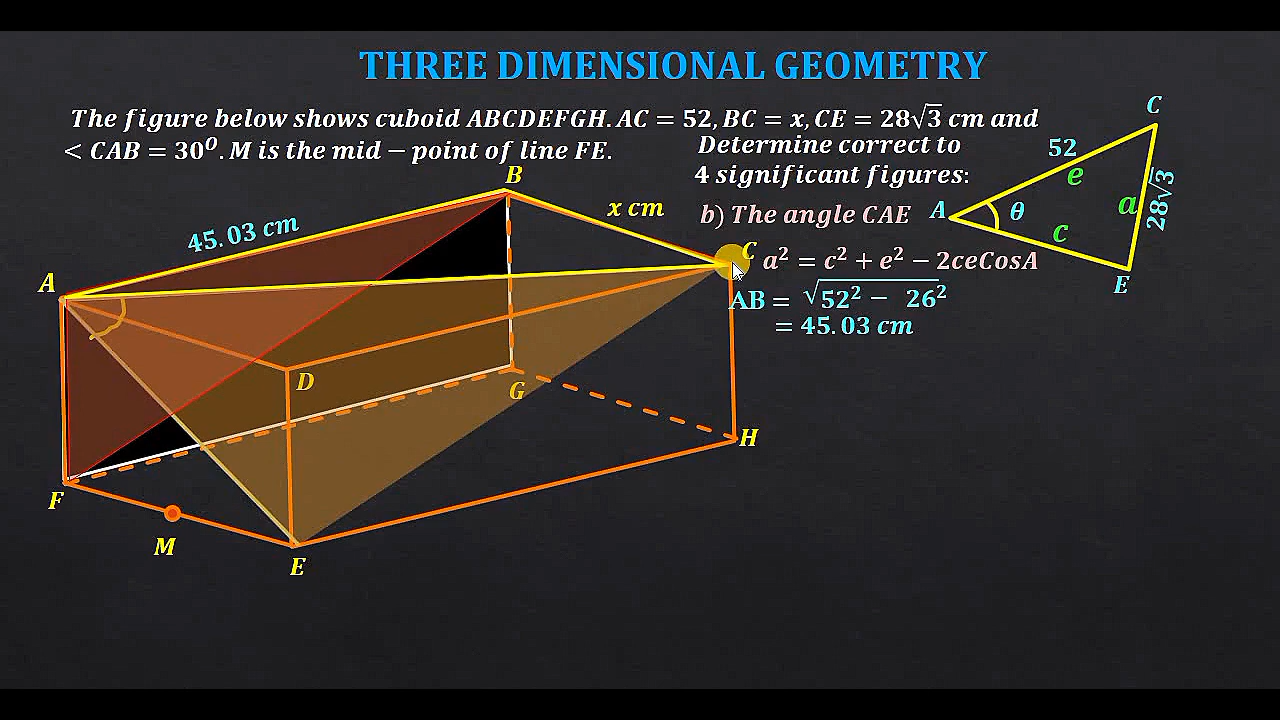 THREE DIMENSIONAL GEOMETRY
The figure below shows cuboid ABCDEFGH. AC = 52, BC = x, CE = 28√3 cm and
< CAB = 30⁰. M is the mid − point of line FE.
Determine correct to
4 significant figures:
b) The angle CAE
a² = c² + e² − 2ceCosA
AB = √52² − 26²
= 45.03 cm
45.03 cm
x cm
A
B
C
D
G
H
F
M
E
C
52
e
A
θ
a
28√3
c
E